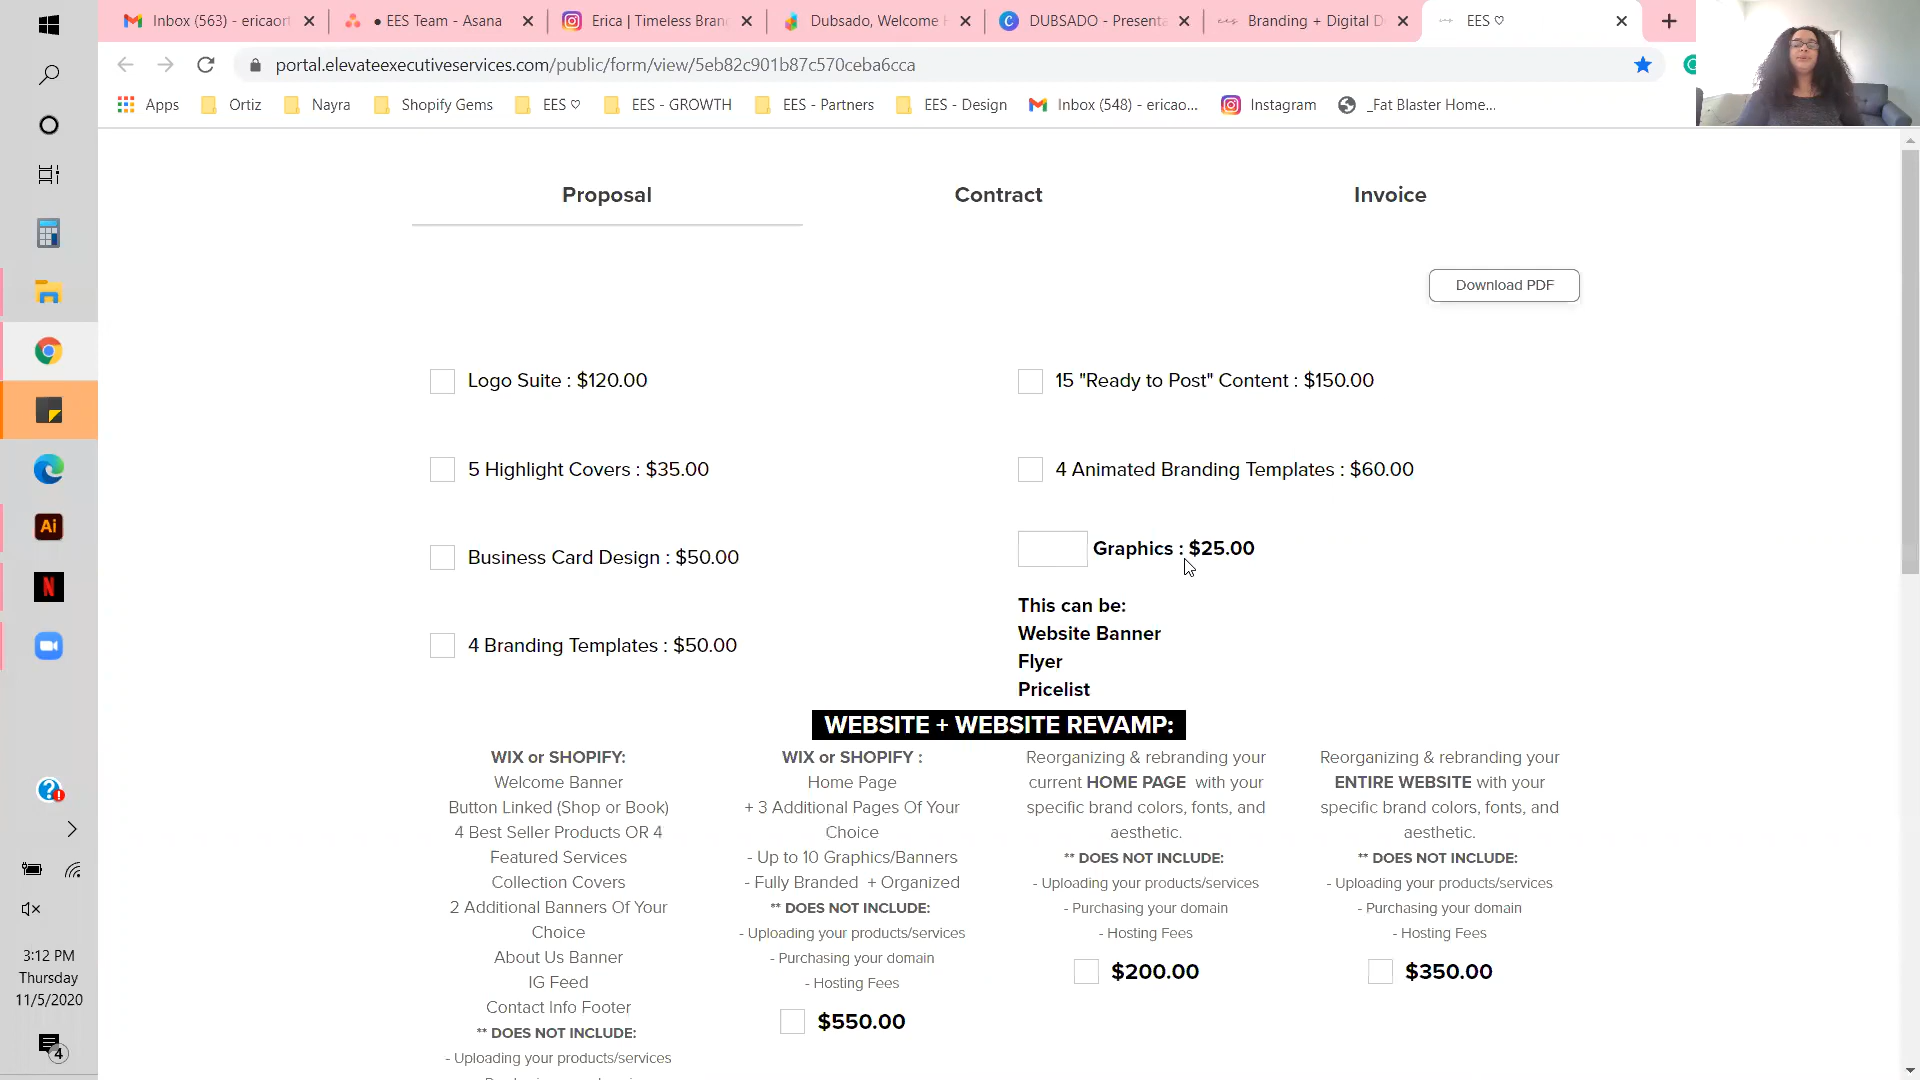 Inbox (563) - ericaort
● EES Team - Asana
Erica | Timeless Bran
Dubsado, Welcome
DUBSADO - Presenta
Branding + Digital D
EES ♡
portal.elevateexecutiveservices.com/public/form/view/5eb82c901b87c570ceba6cca
Apps
Ortiz
Nayra
Shopify Gems
EES ♡
EES - GROWTH
EES - Partners
EES - Design
Inbox (548) - ericao...
Instagram
_Fat Blaster Home...
Proposal
Contract
Invoice
Download PDF
Logo Suite : $120.00
15 "Ready to Post" Content : $150.00
5 Highlight Covers : $35.00
4 Animated Branding Templates : $60.00
Business Card Design : $50.00
Graphics : $25.00
4 Branding Templates : $50.00
This can be:
Website Banner
Flyer
Pricelist
WEBSITE + WEBSITE REVAMP:
WIX or SHOPIFY:
Welcome Banner
Button Linked (Shop or Book)
4 Best Seller Products OR 4
Featured Services
Collection Covers
2 Additional Banners Of Your
Choice
About Us Banner
IG Feed
Contact Info Footer
** DOES NOT INCLUDE:
- Uploading your products/services
WIX or SHOPIFY :
Home Page
+ 3 Additional Pages Of Your
Choice
- Up to 10 Graphics/Banners
- Fully Branded + Organized
** DOES NOT INCLUDE:
- Uploading your products/services
- Purchasing your domain
- Hosting Fees
$550.00
Reorganizing & rebranding your
current HOME PAGE with your
specific brand colors, fonts, and
aesthetic.
** DOES NOT INCLUDE:
- Uploading your products/services
- Purchasing your domain
- Hosting Fees
$200.00
Reorganizing & rebranding your
ENTIRE WEBSITE with your
specific brand colors, fonts, and
aesthetic.
** DOES NOT INCLUDE:
- Uploading your products/services
- Purchasing your domain
- Hosting Fees
$350.00
Ai
N
3:12 PM
Thursday
11/5/2020
4